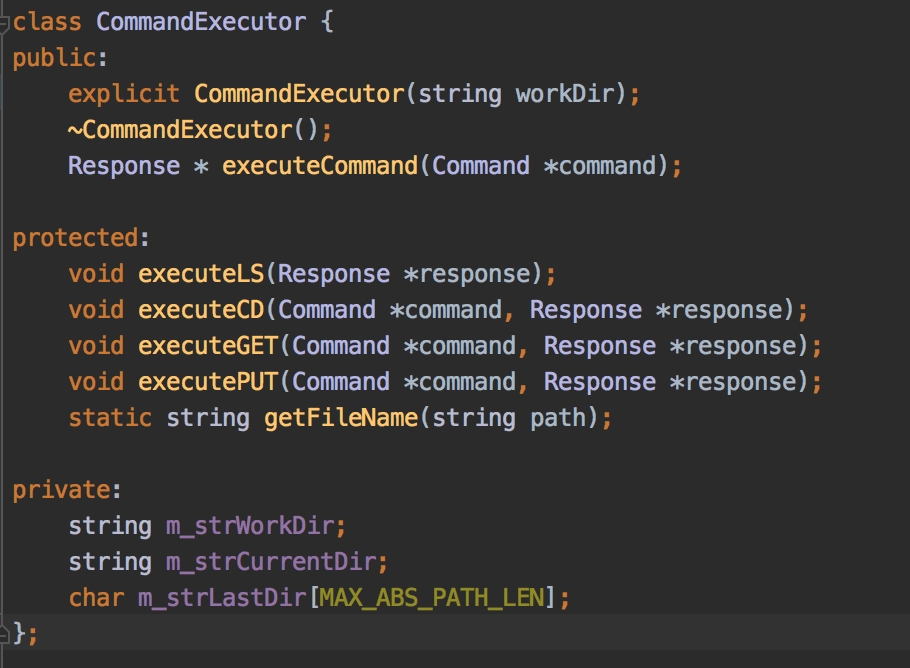 class CommandExecutor {
public:
    explicit CommandExecutor(string workDir);
    ~CommandExecutor();
    Response * executeCommand(Command *command);

protected:
    void executeLS(Response *response);
    void executeCD(Command *command, Response *response);
    void executeGET(Command *command, Response *response);
    void executePUT(Command *command, Response *response);
    static string getFileName(string path);

private:
    string m_strWorkDir;
    string m_strCurrentDir;
    char m_strLastDir[MAX_ABS_PATH_LEN];
};